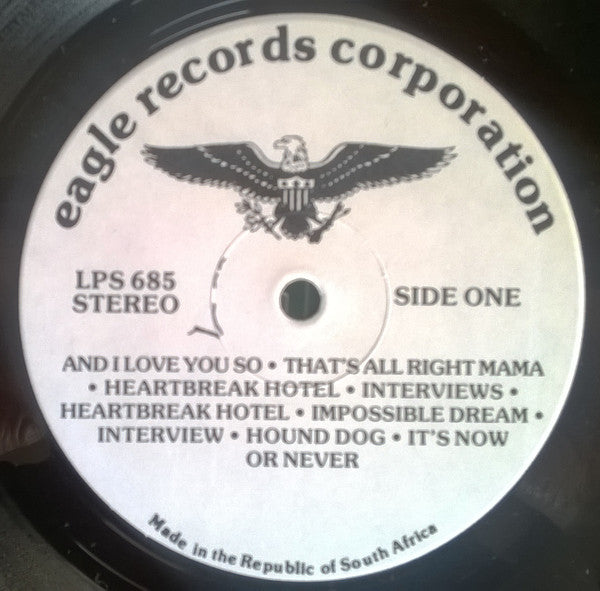 eagle records corporation
LPS 685
STEREO
SIDE ONE
AND I LOVE YOU SO • THAT'S ALL RIGHT MAMA
• HEARTBREAK HOTEL • INTERVIEWS •
HEARTBREAK HOTEL • IMPOSSIBLE DREAM •
INTERVIEW • HOUND DOG • IT'S NOW
OR NEVER
Made in the Republic of South Africa